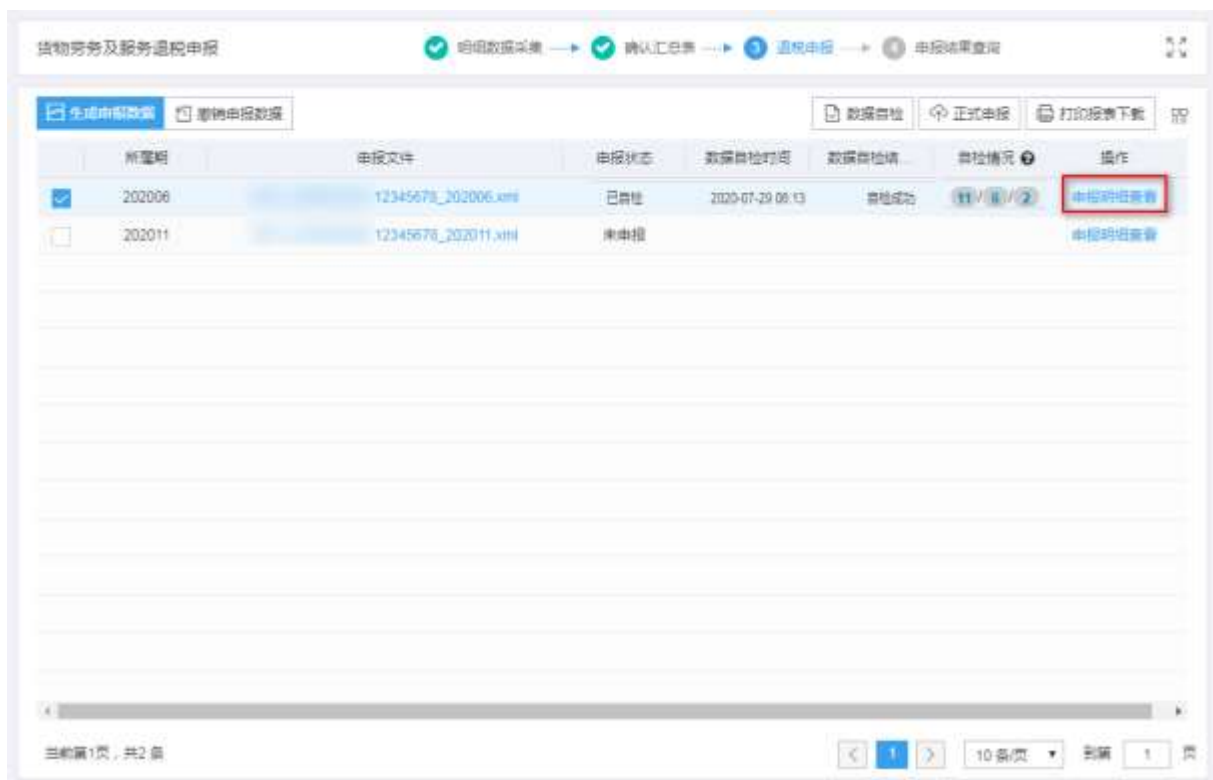 货物劳务及服务退税申报 明细数据采集 确认汇总表 3 退税申报 4 申报结果查询
生成申报数据 撤销申报数据 数据自检 正式申报 打印报表下载
所属期 申报文件 申报状态 数据自检时间 数据自检结... 自检情况 操作
202006 12345678_202006.xml 已自检 2020-07-29 08:13 自检成功 11 / / 2 申报明细查看
202011 12345678_202011.xml 未申报 申报明细查看
当前第1页,共2 条 1 10 条/页 到第 1 页